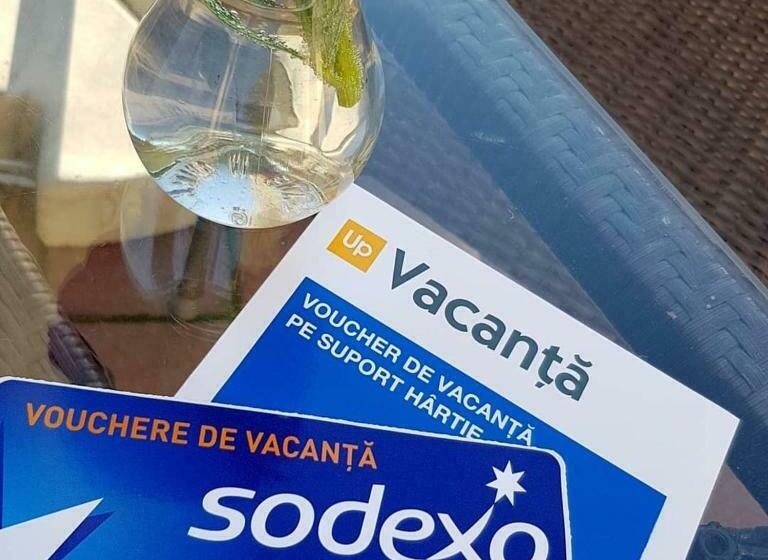 Up
Vacanță
VOUCHER DE VACANȚĂ
PE SUPORT HÂRTIE
VOUCHERE DE VACANȚĂ
sodexo